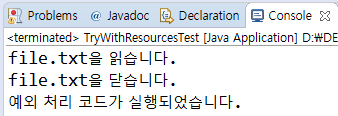 Problems @ Javadoc Declaration Console
<terminated> TryWithResourcesTest [Java Application] D:₩DE
file.txt을 읽습니다.
file.txt을 닫습니다.
예외 처리 코드가 실행되었습니다.